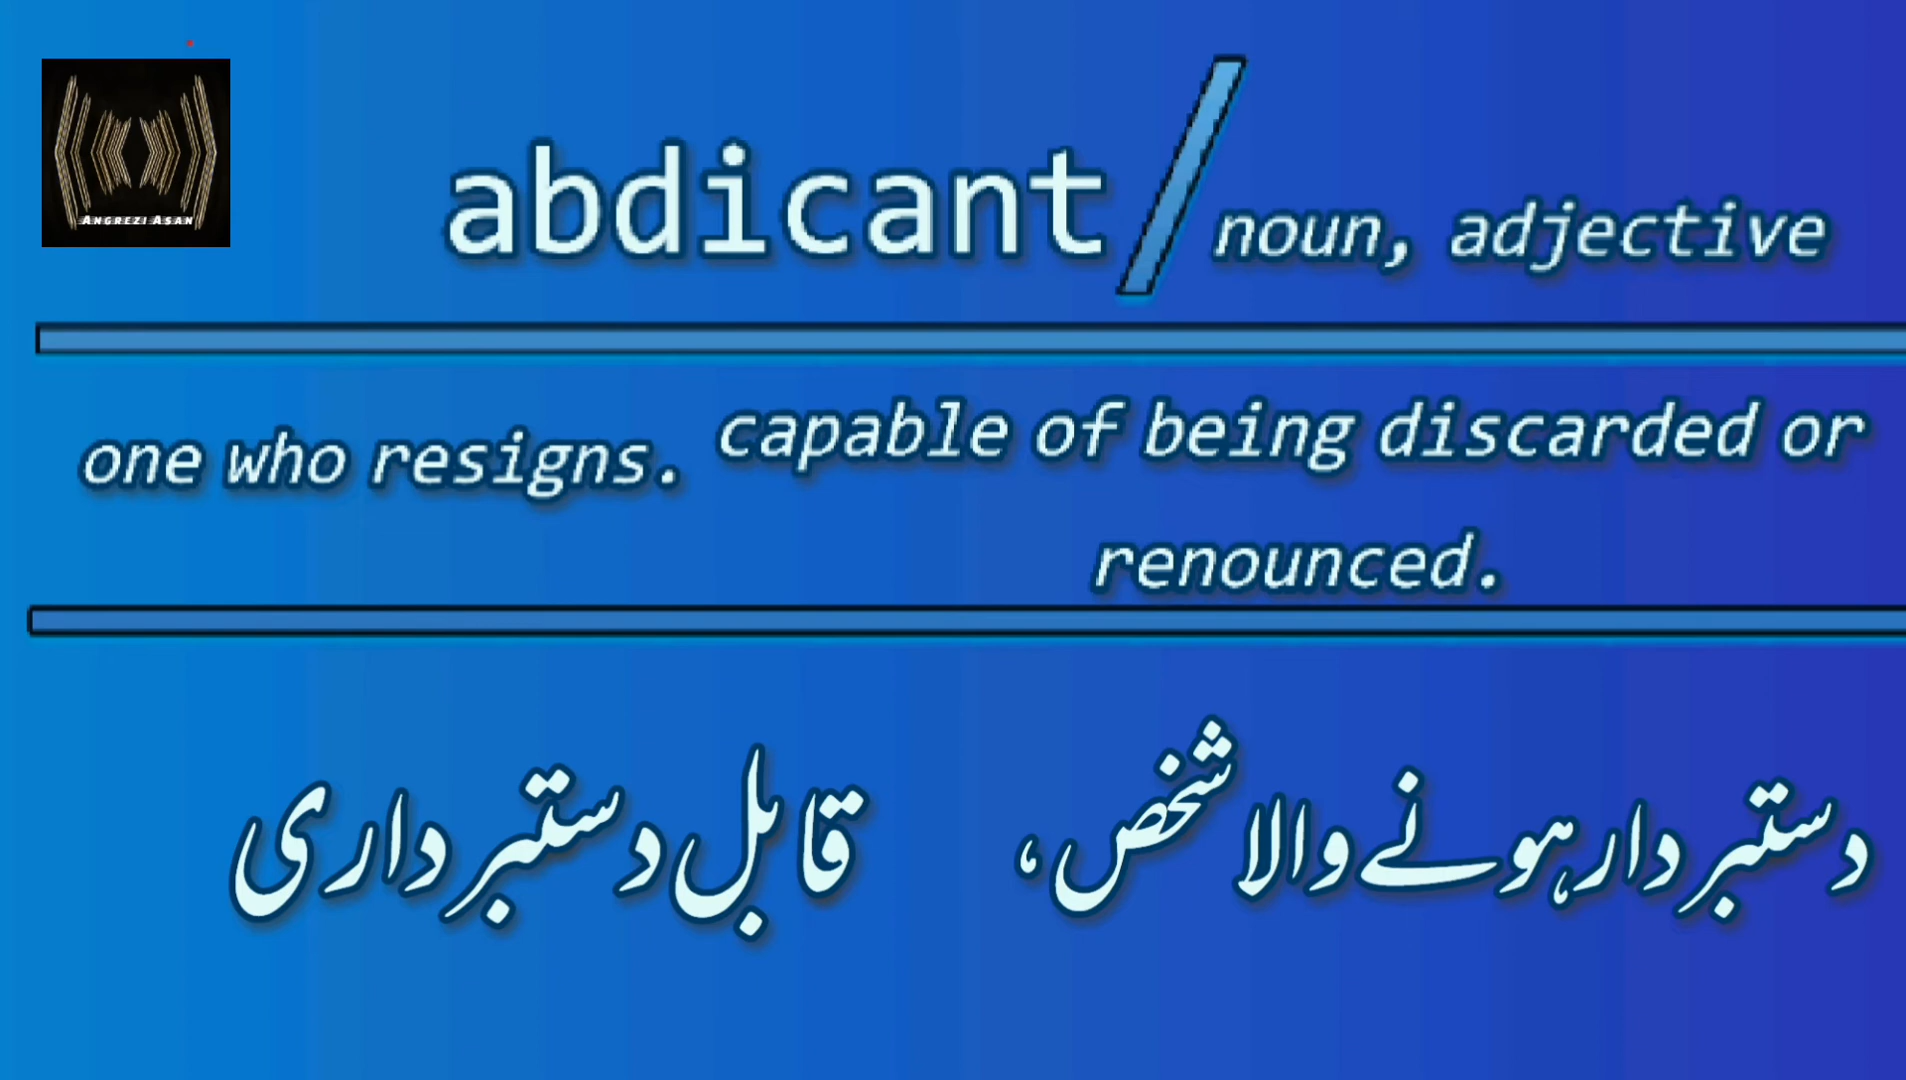 ANGREZI ASAN
abdicant / noun, adjective
one who resigns. capable of being discarded or
renounced.
دستبردار ہونے والا شخص، قابل دستبرداری